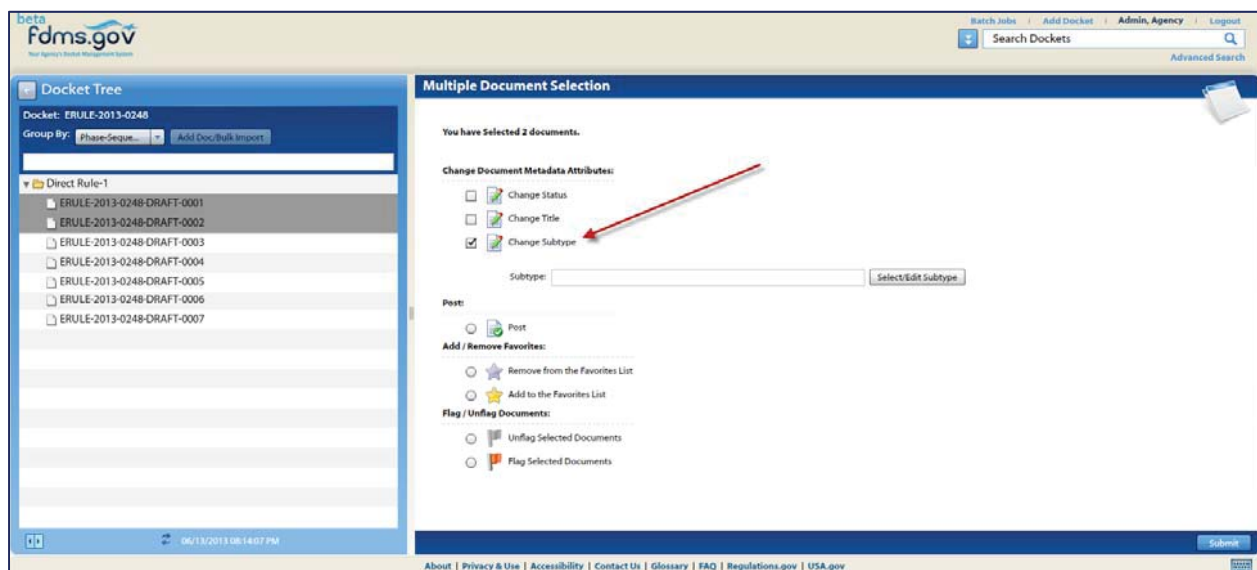 beta
fdms.gov
Your Agency's Docket Management System
Batch Jobs | Add Docket | Admin, Agency | Logout
Search Dockets
Advanced Search
Docket Tree
Docket: ERULE-2013-0248
Group By: Phase-Seque... Add Doc/Bulk Import
Direct Rule-1
ERULE-2013-0248-DRAFT-0001
ERULE-2013-0248-DRAFT-0002
ERULE-2013-0248-DRAFT-0003
ERULE-2013-0248-DRAFT-0004
ERULE-2013-0248-DRAFT-0005
ERULE-2013-0248-DRAFT-0006
ERULE-2013-0248-DRAFT-0007
06/13/2013 08:14:07 PM
Multiple Document Selection
You have Selected 2 documents.
Change Document Metadata Attributes:
Change Status
Change Title
Change Subtype
Subtype: Select/Edit Subtype
Post:
Post
Add / Remove Favorites:
Remove from the Favorites List
Add to the Favorites List
Flag / Unflag Documents:
Unflag Selected Documents
Flag Selected Documents
Submit
About | Privacy & Use | Accessibility | Contact Us | Glossary | FAQ | Regulations.gov | USA.gov